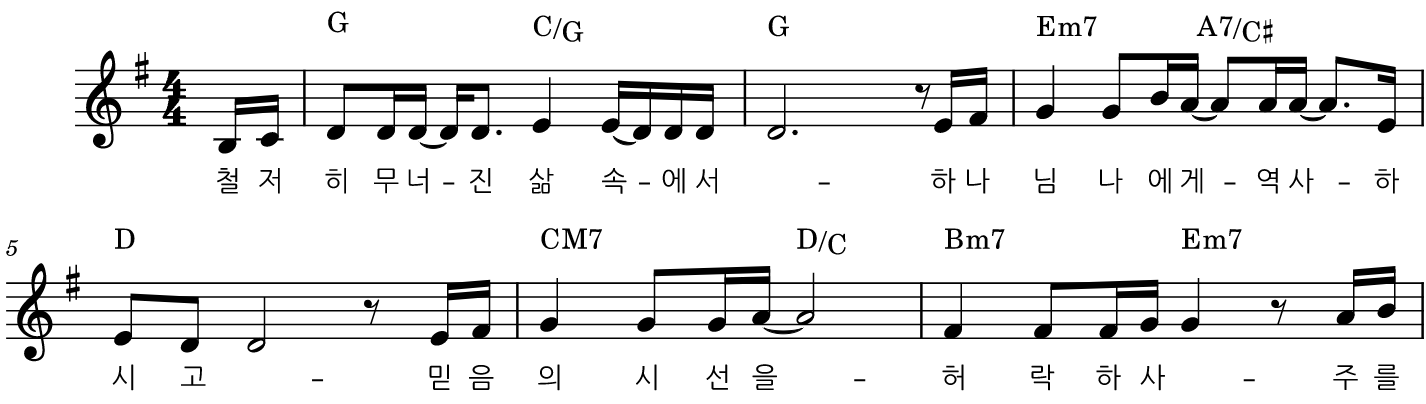 G C/G G Em7 A7/C♯
4
4
철 저 히 무 너 - 진 삶 속 - 에 서 - 하 나 님 나 에 게 - 역 사 - 하
D CM7 D/C Bm7 Em7
5
시 고 - 믿 음 의 시 선 을 - 허 락 하 사 - 주 를